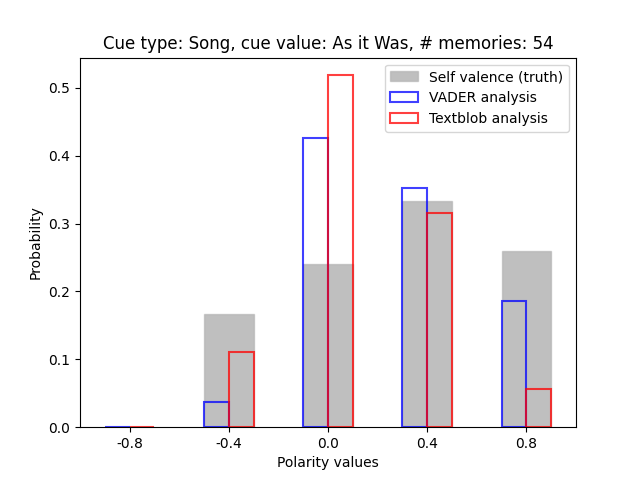 Cue type: Song, cue value: As it Was, # memories: 54
Self valence (truth)
VADER analysis
Textblob analysis
Probability
0.5
0.4
0.3
0.2
0.1
0.0
-0.8 -0.4 0.0 0.4 0.8
Polarity values